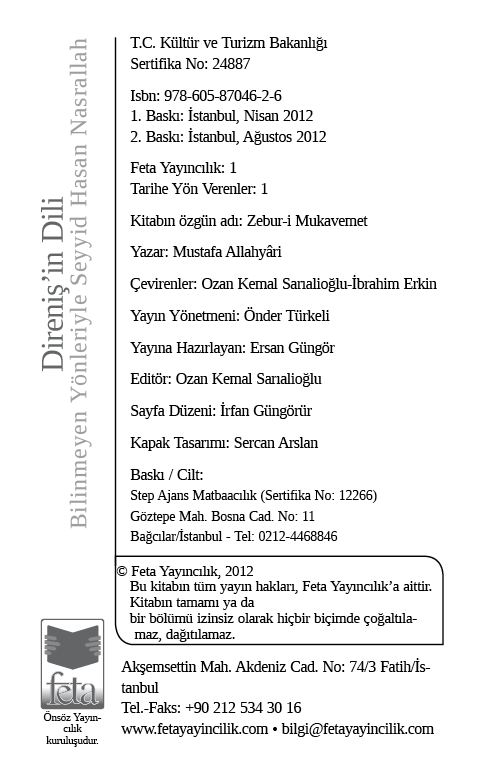 Direniş’in Dili
Bilinmeyen Yönleriyle Seyyid Hasan Nasrallah
T.C. Kültür ve Turizm Bakanlığı
Sertifika No: 24887
Isbn: 978-605-87046-2-6
1. Baskı: İstanbul, Nisan 2012
2. Baskı: İstanbul, Ağustos 2012
Feta Yayıncılık: 1
Tarihe Yön Verenler: 1
Kitabın özgün adı: Zebur-i Mukavemet
Yazar: Mustafa Allahyâri
Çevirenler: Ozan Kemal Sarıalioğlu-İbrahim Erkin
Yayın Yönetmeni: Önder Türkeli
Yayına Hazırlayan: Ersan Güngör
Editör: Ozan Kemal Sarıalioğlu
Sayfa Düzeni: İrfan Güngörür
Kapak Tasarımı: Sercan Arslan
Baskı / Cilt:
Step Ajans Matbaacılık (Sertifika No: 12266)
Göztepe Mah. Bosna Cad. No: 11
Bağcılar/İstanbul - Tel: 0212-4468846
© Feta Yayıncılık, 2012
Bu kitabın tüm yayın hakları, Feta Yayıncılık’a aittir.
Kitabın tamamı ya da
bir bölümü izinsiz olarak hiçbir biçimde çoğaltıla-
maz, dağıtılamaz.
feta
Önsöz Yayın-
cılık
kuruluşudur.
Akşemsettin Mah. Akdeniz Cad. No: 74/3 Fatih/İs-
tanbul
Tel.-Faks: +90 212 534 30 16
www.fetayayincilik.com • bilgi@fetayayincilik.com